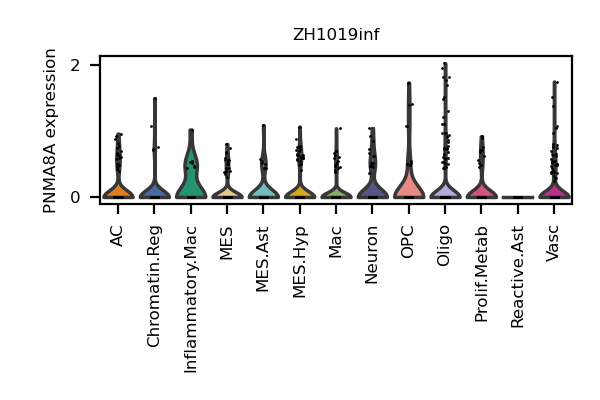 ZH1019inf
PNMA8A expression
2
0
AC
Chromatin.Reg
Inflammatory.Mac
MES
MES.Ast
MES.Hyp
Mac
Neuron
OPC
Oligo
Prolif.Metab
Reactive.Ast
Vasc